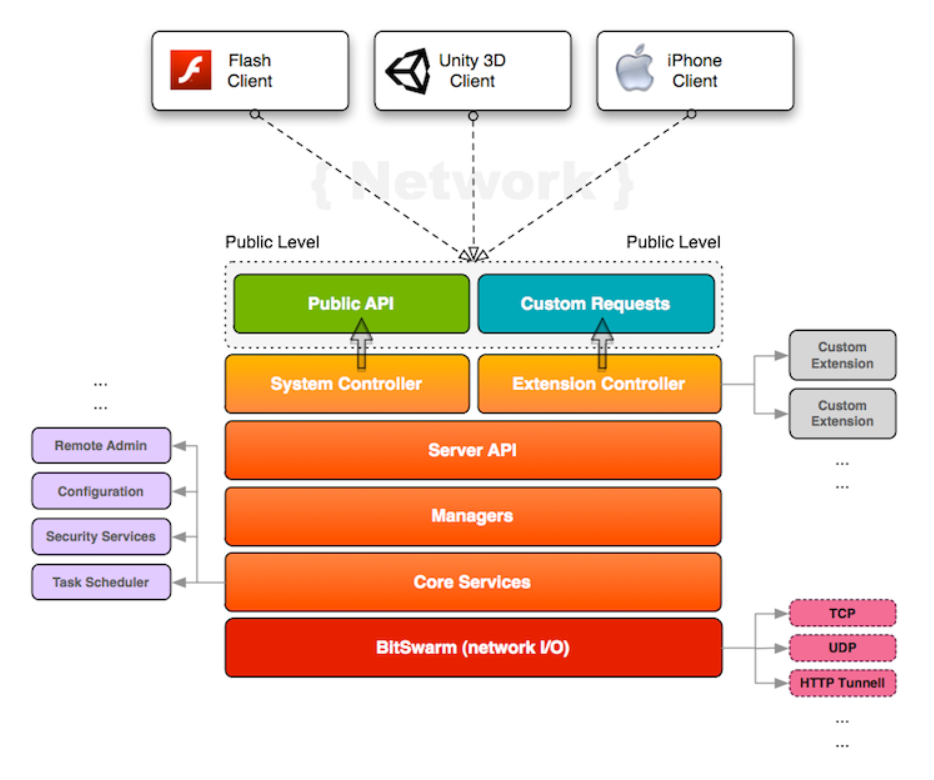 Flash
Client
Unity 3D
Client
iPhone
Client
{ Network }
Public Level
Public Level
Public API
Custom Requests
System Controller
Extension Controller
Custom
Extension
Custom
Extension
...
...
...
...
Remote Admin
Configuration
Security Services
Task Scheduler
Server API
Managers
Core Services
BitSwarm (network I/O)
TCP
UDP
HTTP Tunnell
...
...